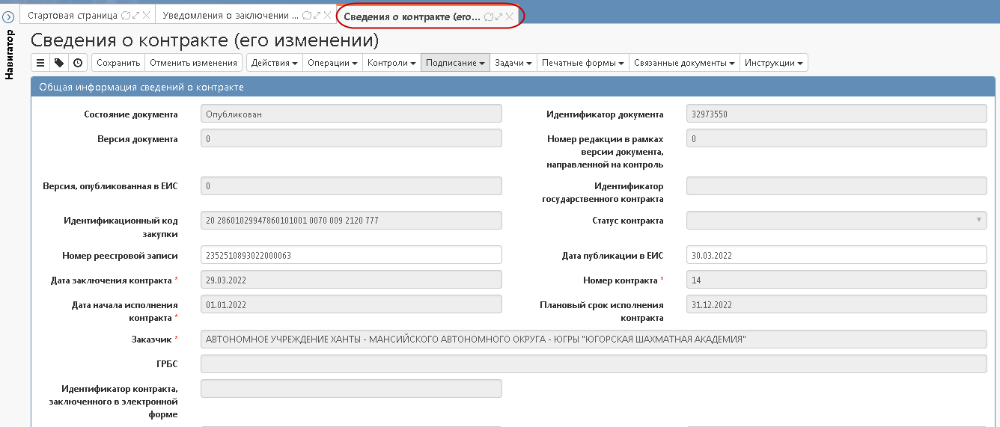 Стартовая страница
Уведомления о заключении ...
Сведения о контракте (его...
Навигатор
Сведения о контракте (его изменении)
Сохранить
Отменить изменения
Действия
Операции
Контроли
Подписание
Задачи
Печатные формы
Связанные документы
Инструкции
Общая информация сведений о контракте
Состояние документа
Опубликован
Идентификатор документа
32973550
Версия документа
0
Номер редакции в рамках
версии документа,
направленной на контроль
0
Версия, опубликованная в ЕИС
0
Идентификатор
государственного контракта
Идентификационный код
закупки
20 28601029947860101001 0070 009 2120 777
Статус контракта
Номер реестровой записи
2352510893022000063
Дата публикации в ЕИС
30.03.2022
Дата заключения контракта *
29.03.2022
Номер контракта *
14
Дата начала исполнения
контракта *
01.01.2022
Плановый срок исполнения
контракта
31.12.2022
Заказчик *
АВТОНОМНОЕ УЧРЕЖДЕНИЕ ХАНТЫ - МАНСИЙСКОГО АВТОНОМНОГО ОКРУГА - ЮГРЫ "ЮГОРСКАЯ ШАХМАТНАЯ АКАДЕМИЯ"
ГРБС
Идентификатор контракта,
заключенного в электронной
форме